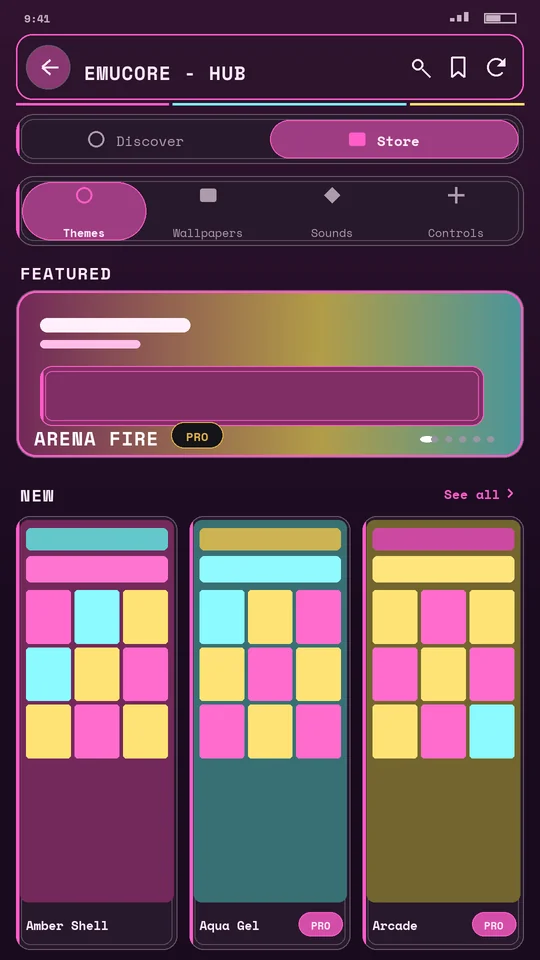 9:41
EMUCORE - HUB
Discover
Store
Themes
Wallpapers
Sounds
Controls
FEATURED
ARENA FIRE
PRO
NEW
See all
Amber Shell
Aqua Gel
PRO
Arcade
PRO